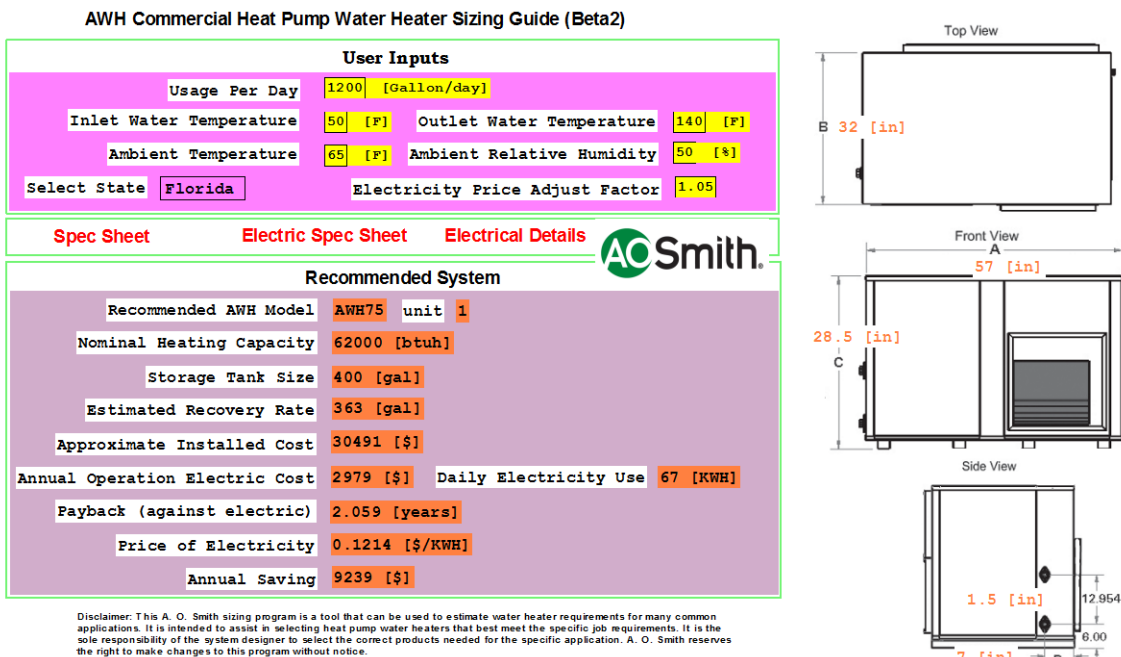 AWH Commercial Heat Pump Water Heater Sizing Guide (Beta2)
User Inputs
Usage Per Day 1200 [Gallon/day]
Inlet Water Temperature 50 [F] Outlet Water Temperature 140 [F]
Ambient Temperature 65 [F] Ambient Relative Humidity 50 [%]
Select State Florida Electricity Price Adjust Factor 1.05
Spec Sheet Electric Spec Sheet Electrical Details AO Smith.
Recommended System
Recommended AWH Model AWH75 unit 1
Nominal Heating Capacity 62000 [btuh]
Storage Tank Size 400 [gal]
Estimated Recovery Rate 363 [gal]
Approximate Installed Cost 30491 [$]
Annual Operation Electric Cost 2979 [$] Daily Electricity Use 67 [KWH]
Payback (against electric) 2.059 [years]
Price of Electricity 0.1214 [$/KWH]
Annual Saving 9239 [$]
Disclaimer: This A. O. Smith sizing program is a tool that can be used to estimate water heater requirements for many common
applications. It is intended to assist in selecting heat pump water heaters that best meet the specific job requirements. It is the
sole responsibility of the system designer to select the correct products needed for the specific application. A. O. Smith reserves
the right to make changes to this program without notice.
Top View
B 32 [in]
Front View
A
57 [in]
28.5 [in]
C
Side View
1.5 [in] 12.954
6.00
7 [in]